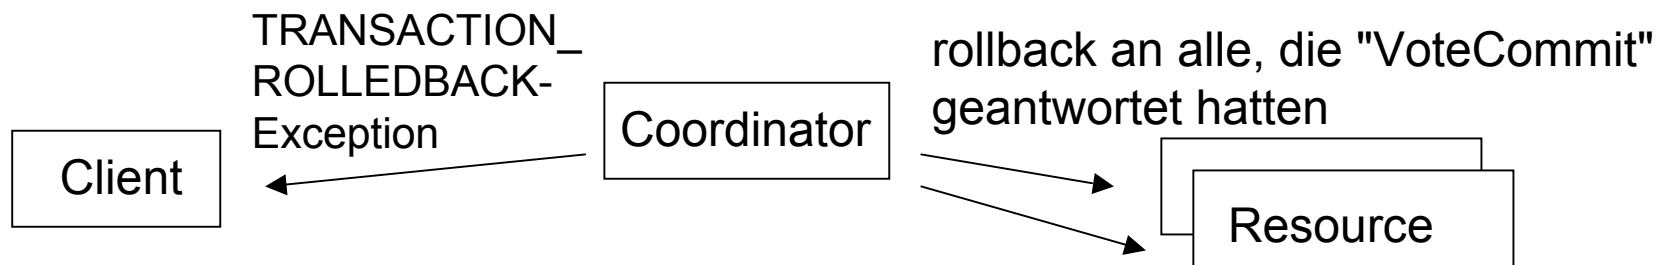 TRANSACTION_
ROLLEDBACK-
Exception
Client
Coordinator
rollback an alle, die "VoteCommit"
geantwortet hatten
Resource